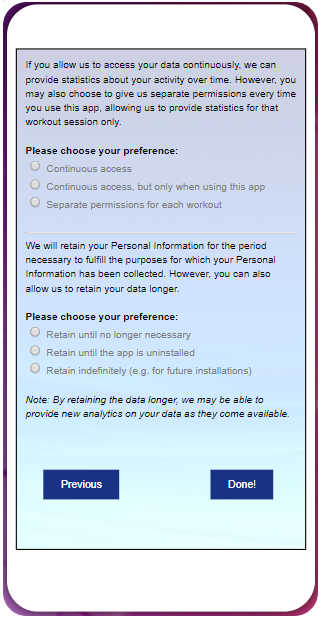 If you allow us to access your data continuously, we can
provide statistics about your activity over time. However, you
may also choose to give us separate permissions every time
you use this app, allowing us to provide statistics for that
workout session only.
Please choose your preference:
Continuous access
Continuous access, but only when using this app
Separate permissions for each workout
We will retain your Personal Information for the period
necessary to fulfill the purposes for which your Personal
Information has been collected. However, you can also
allow us to retain your data longer.
Please choose your preference:
Retain until no longer necessary
Retain until the app is uninstalled
Retain indefinitely (e.g. for future installations)
Note: By retaining the data longer, we may be able to
provide new analytics on your data as they come available.
Previous
Done!